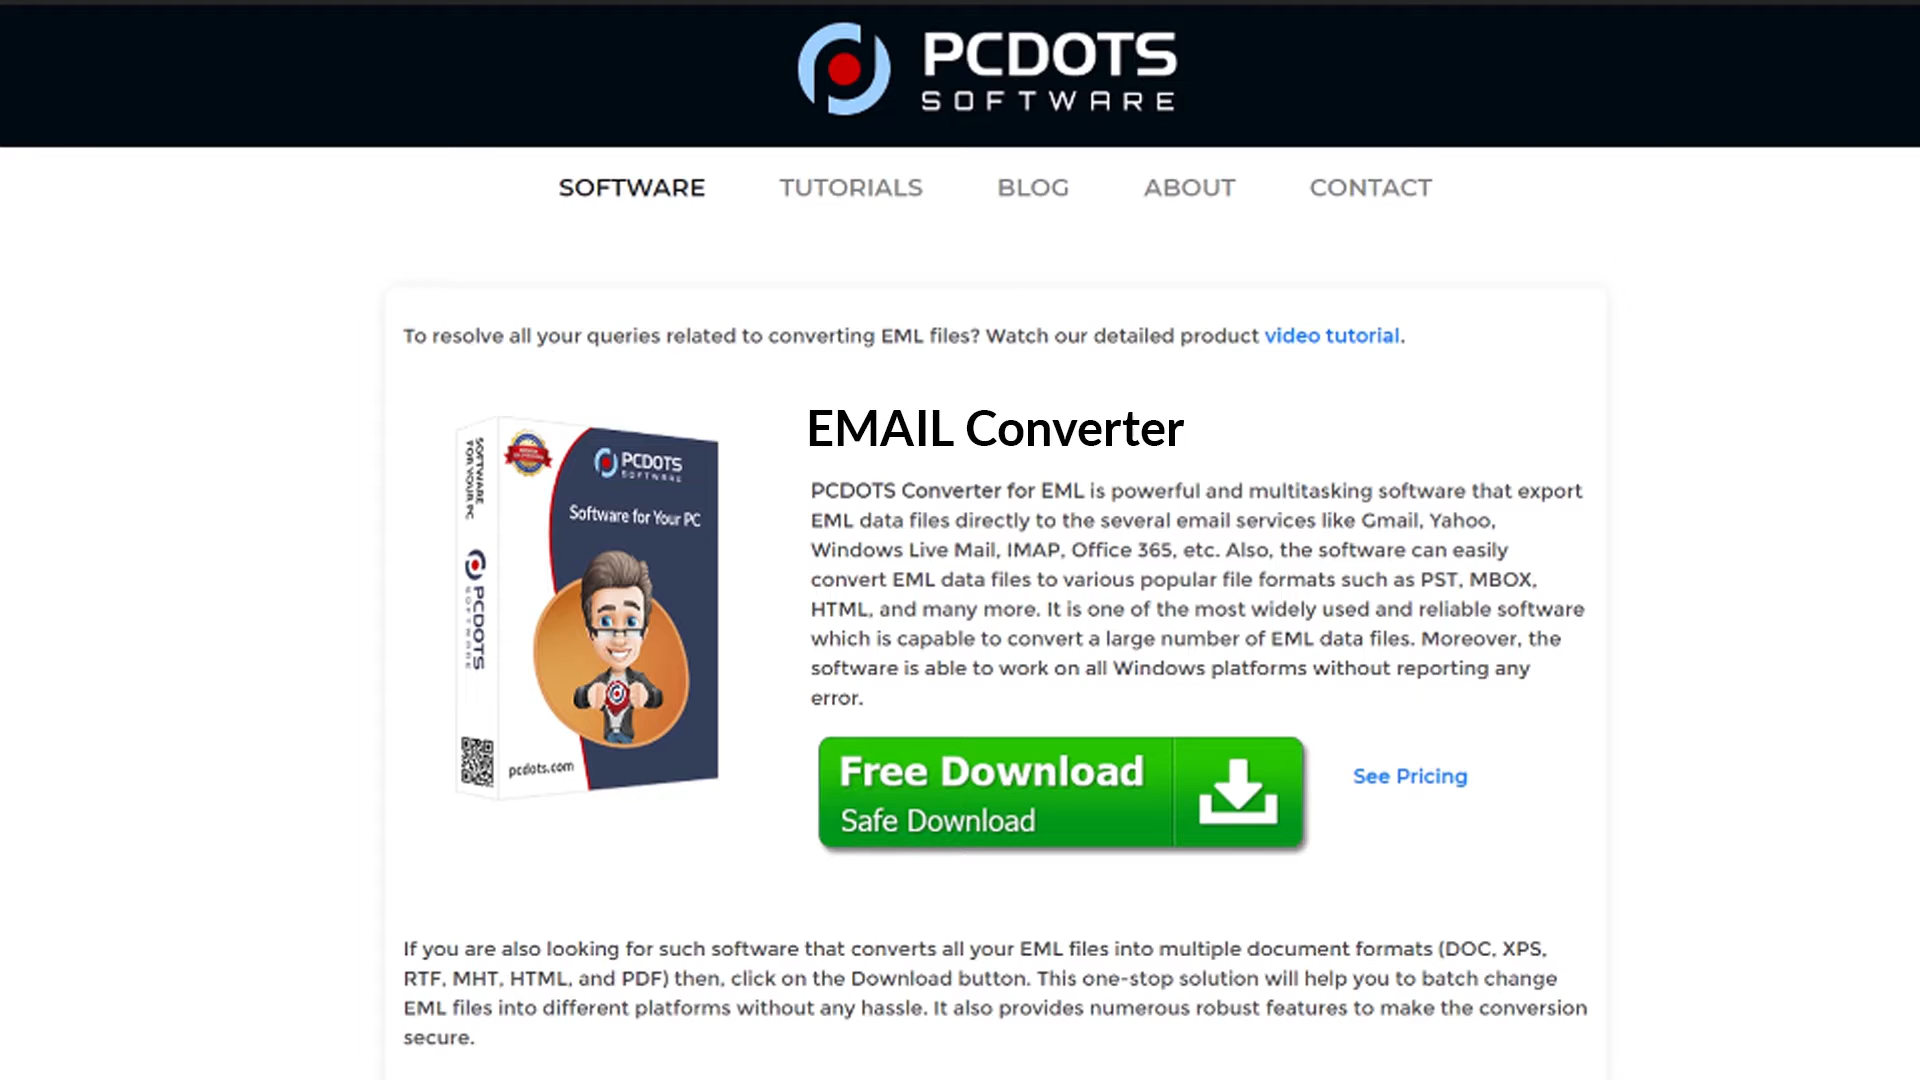 PCDOTS
SOFTWARE
SOFTWARE TUTORIALS BLOG ABOUT CONTACT
To resolve all your queries related to converting EML files? Watch our detailed product video tutorial.
SOFTWARE
FOR YOUR PC
PCDOTS
SOFTWARE
PCDOTS
SOFTWARE
Software for Your PC
pcdots.com
EMAIL Converter
PCDOTS Converter for EML is powerful and multitasking software that export
EML data files directly to the several email services like Gmail, Yahoo,
Windows Live Mail, IMAP, Office 365, etc. Also, the software can easily
convert EML data files to various popular file formats such as PST, MBOX,
HTML, and many more. It is one of the most widely used and reliable software
which is capable to convert a large number of EML data files. Moreover, the
software is able to work on all Windows platforms without reporting any
error.
Free Download
Safe Download
See Pricing
If you are also looking for such software that converts all your EML files into multiple document formats (DOC, XPS,
RTF, MHT, HTML, and PDF) then, click on the Download button. This one-stop solution will help you to batch change
EML files into different platforms without any hassle. It also provides numerous robust features to make the conversion
secure.